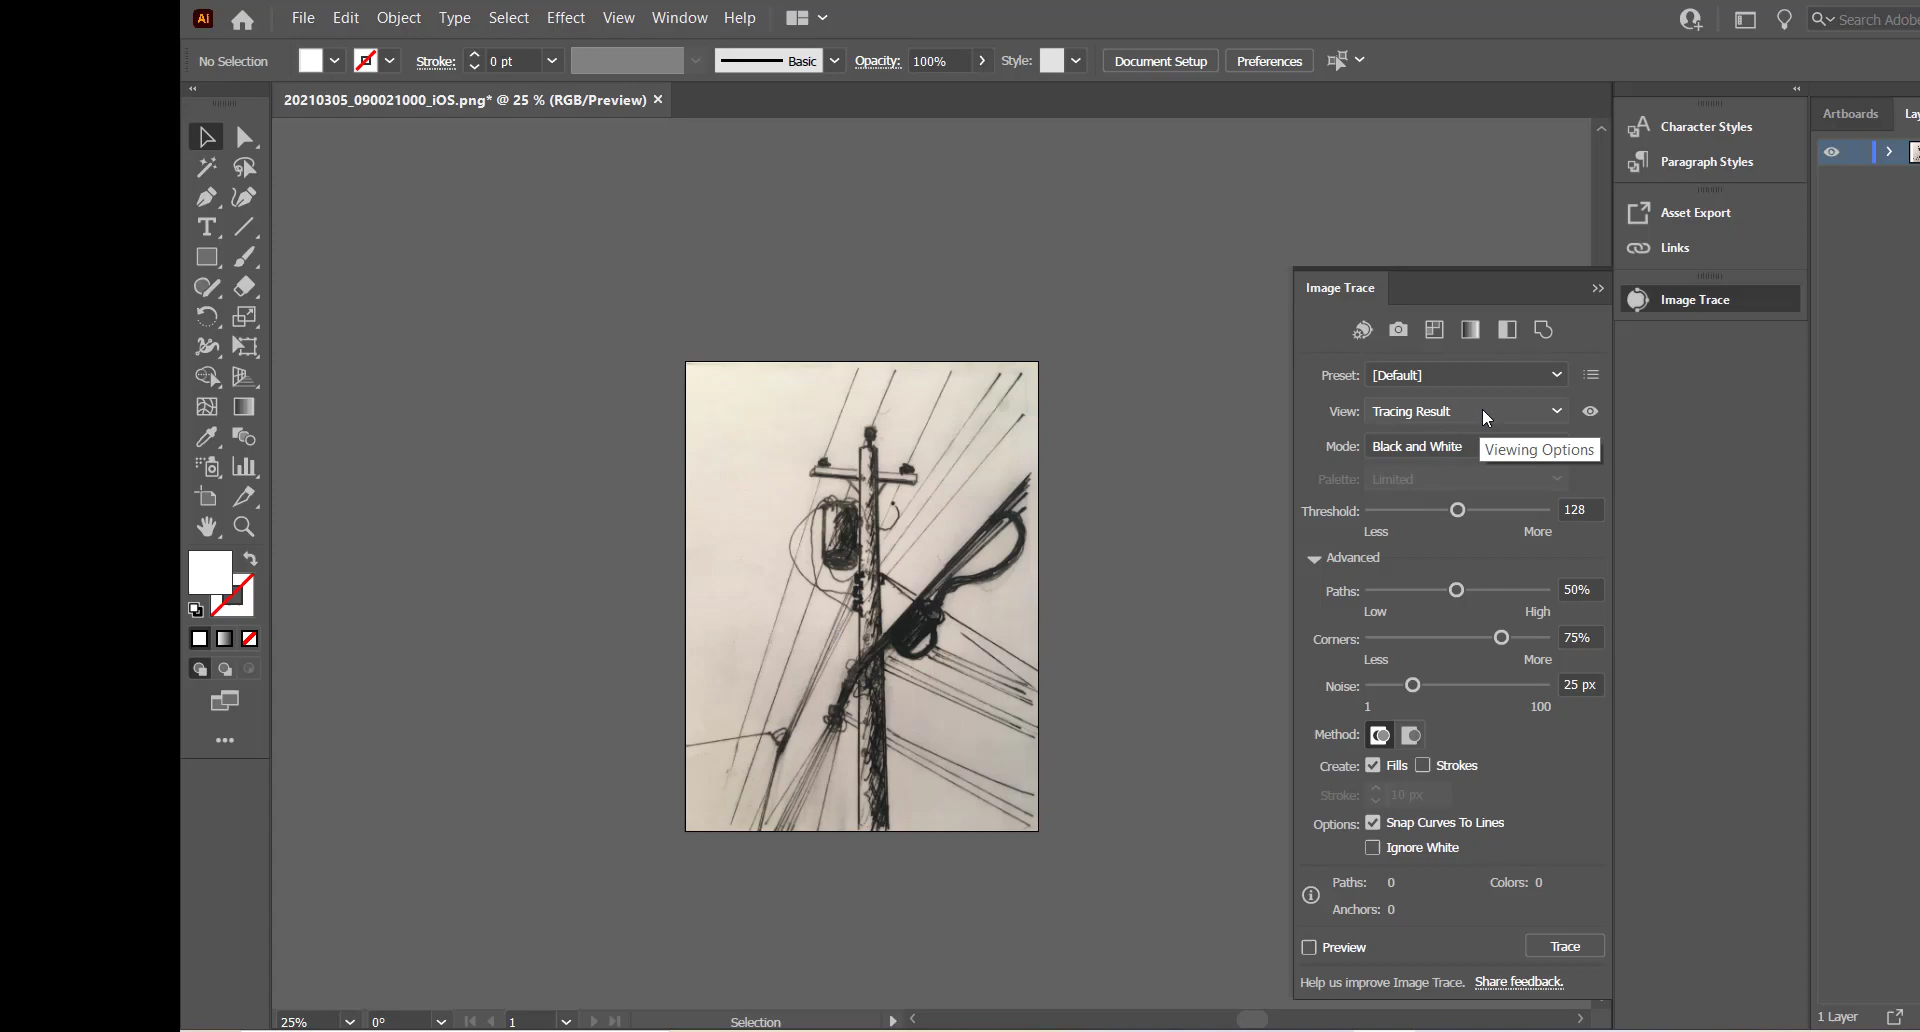 Ai File Edit Object Type Select Effect View Window Help Search Adobe
No Selection Stroke: 0 pt Basic Opacity: 100% Style: Document Setup Preferences
20210305_090021000_iOS.png* @ 25 % (RGB/Preview) ×
Character Styles
Paragraph Styles
Asset Export
Links
Image Trace
Artboards
Image Trace
Preset: [Default]
View: Tracing Result
Mode: Black and White
Viewing Options
Palette: Limited
Threshold: 128
Less More
Advanced
Paths: 50%
Low High
Corners: 75%
Less More
Noise: 25 px
1 100
Method:
Create: Fills Strokes
Stroke: 10 px
Options: Snap Curves To Lines
Ignore White
Paths: 0 Colors: 0
Anchors: 0
Preview Trace
Help us improve Image Trace. Share feedback.
25% 0° 1 Selection
1 Layer